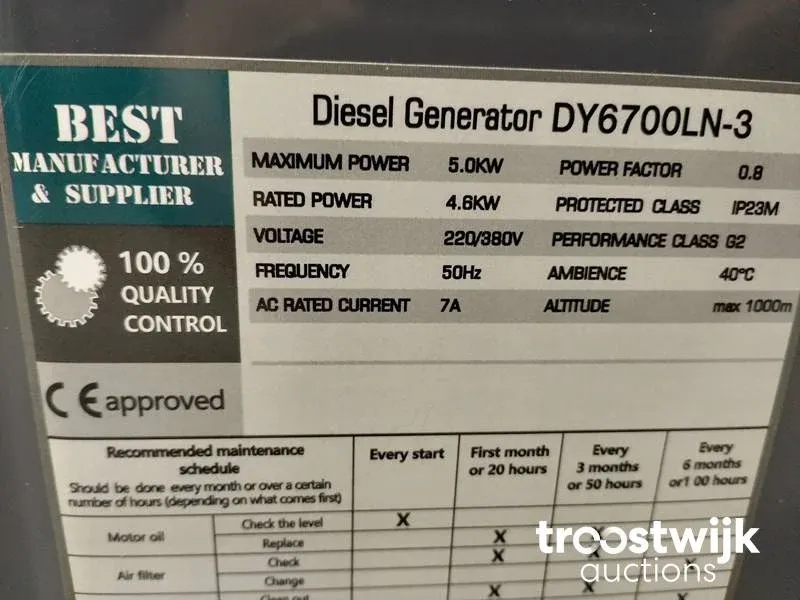 BEST
MANUFACTURER
& SUPPLIER
100 %
QUALITY
CONTROL
CE approved
Diesel Generator DY6700LN-3
MAXIMUM POWER 5.0KW POWER FACTOR 0.8
RATED POWER 4.6KW PROTECTED CLASS IP23M
VOLTAGE 220/380V PERFORMANCE CLASS G2
FREQUENCY 50Hz AMBIENCE 40°C
AC RATED CURRENT 7A ALTITUDE max 1000m
Recommended maintenance
schedule
Should be done every month or over a certain
number of hours (depending on what comes first)
Every start
First month
or 20 hours
Every
3 months
or 50 hours
Every
6 months
or1 00 hours
Motor oil
Check the level X
Replace X X
Air filter
Check X X X
Change
Clean out X X X
troostwijk
auctions